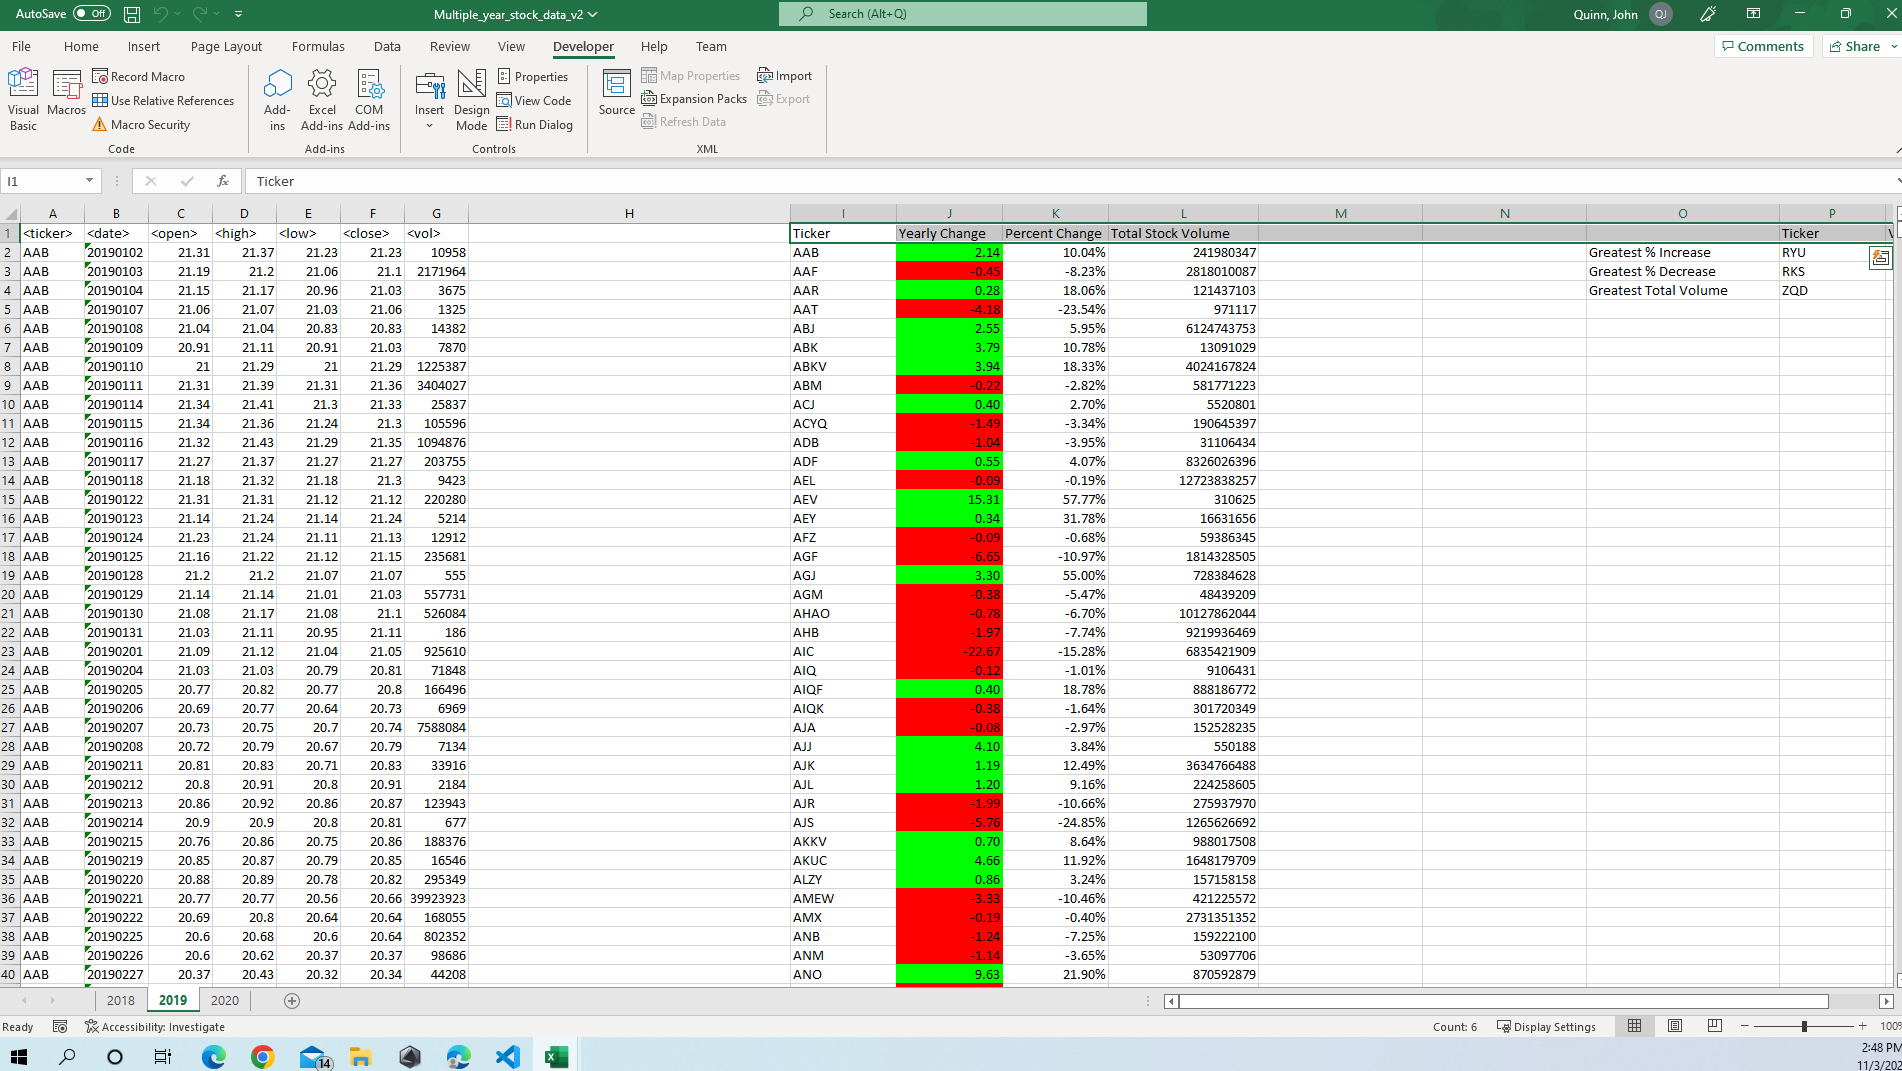 AutoSave Off Multiple_year_stock_data_v2 Search (Alt+Q) Quinn, John QJ
File Home Insert Page Layout Formulas Data Review View Developer Help Team Comments Share
Visual Basic Macros Record Macro Use Relative References Macro Security Code
Add-ins Excel Add-ins COM Add-ins Add-ins
Insert Design Mode Properties View Code Run Dialog Controls
Source Map Properties Expansion Packs Refresh Data Import Export XML
I1 fx Ticker
A B C D E F G H I J K L M N O P
1 <ticker> <date> <open> <high> <low> <close> <vol> Ticker Yearly Change Percent Change Total Stock Volume Ticker
2 AAB 20190102 21.31 21.37 21.23 21.23 10958 AAB 2.14 10.04% 241980347 Greatest % Increase RYU
3 AAB 20190103 21.19 21.2 21.06 21.1 2171964 AAF -0.45 -8.23% 2818010087 Greatest % Decrease RKS
4 AAB 20190104 21.15 21.17 20.96 21.03 3675 AAR 0.28 18.06% 121437103 Greatest Total Volume ZQD
5 AAB 20190107 21.06 21.07 21.03 21.06 1325 AAT -4.18 -23.54% 971117
6 AAB 20190108 21.04 21.04 20.83 20.83 14382 ABJ 2.55 5.95% 6124743753
7 AAB 20190109 20.91 21.11 20.91 21.03 7870 ABK 3.79 10.78% 13091029
8 AAB 20190110 21 21.29 21 21.29 1225387 ABKV 3.94 18.33% 4024167824
9 AAB 20190111 21.31 21.39 21.31 21.36 3404027 ABM -0.22 -2.82% 581771223
10 AAB 20190114 21.34 21.41 21.3 21.33 25837 ACJ 0.40 2.70% 5520801
11 AAB 20190115 21.34 21.36 21.24 21.3 105596 ACYQ -1.49 -3.34% 190645397
12 AAB 20190116 21.32 21.43 21.29 21.35 1094876 ADB -1.04 -3.95% 31106434
13 AAB 20190117 21.27 21.37 21.27 21.27 203755 ADF 0.55 4.07% 8326026396
14 AAB 20190118 21.18 21.32 21.18 21.3 9423 AEL -0.09 -0.19% 12723838257
15 AAB 20190122 21.31 21.31 21.12 21.12 220280 AEV 15.31 57.77% 310625
16 AAB 20190123 21.14 21.24 21.14 21.24 5214 AEY 0.34 31.78% 16631656
17 AAB 20190124 21.23 21.24 21.11 21.13 12912 AFZ -0.09 -0.68% 59386345
18 AAB 20190125 21.16 21.22 21.12 21.15 235681 AGF -6.65 -10.97% 1814328505
19 AAB 20190128 21.2 21.2 21.07 21.07 555 AGJ 3.30 55.00% 728384628
20 AAB 20190129 21.14 21.14 21.01 21.03 557731 AGM -0.38 -5.47% 48439209
21 AAB 20190130 21.08 21.17 21.08 21.1 526084 AHAO -0.78 -6.70% 10127862044
22 AAB 20190131 21.03 21.11 20.95 21.11 186 AHB -1.97 -7.74% 9219936469
23 AAB 20190201 21.09 21.12 21.04 21.05 925610 AIC -22.67 -15.28% 6835421909
24 AAB 20190204 21.03 21.03 20.79 20.81 71848 AIQ -0.12 -1.01% 9106431
25 AAB 20190205 20.77 20.82 20.77 20.8 166496 AIQF 0.40 18.78% 888186772
26 AAB 20190206 20.69 20.77 20.64 20.73 6969 AIQK -0.38 -1.64% 301720349
27 AAB 20190207 20.73 20.75 20.7 20.74 7588084 AJA -0.08 -2.97% 152528235
28 AAB 20190208 20.72 20.79 20.67 20.79 7134 AJJ 4.10 3.84% 550188
29 AAB 20190211 20.81 20.83 20.71 20.83 33916 AJK 1.19 12.49% 3634766488
30 AAB 20190212 20.8 20.91 20.8 20.91 2184 AJL 1.20 9.16% 224258605
31 AAB 20190213 20.86 20.92 20.86 20.87 123943 AJR -1.99 -10.66% 275937970
32 AAB 20190214 20.9 20.9 20.8 20.81 677 AJS -5.76 -24.85% 1265626692
33 AAB 20190215 20.76 20.86 20.75 20.86 188376 AKKV 0.70 8.64% 988017508
34 AAB 20190219 20.85 20.87 20.79 20.85 16546 AKUC 4.66 11.92% 1648179709
35 AAB 20190220 20.88 20.89 20.78 20.82 295349 ALZY 0.86 3.24% 157158158
36 AAB 20190221 20.77 20.77 20.56 20.66 39923923 AMEW -3.33 -10.46% 421225572
37 AAB 20190222 20.69 20.8 20.64 20.64 168055 AMX -0.19 -0.40% 2731351352
38 AAB 20190225 20.6 20.68 20.6 20.64 802352 ANB -1.24 -7.25% 159222100
39 AAB 20190226 20.6 20.62 20.37 20.37 98686 ANM -1.14 -3.65% 53097706
40 AAB 20190227 20.37 20.43 20.32 20.34 44208 ANO 9.63 21.90% 870592879
2018 2019 2020
Ready Accessibility: Investigate Count: 6 Display Settings 100%
14 2:48 PM
11/3/202